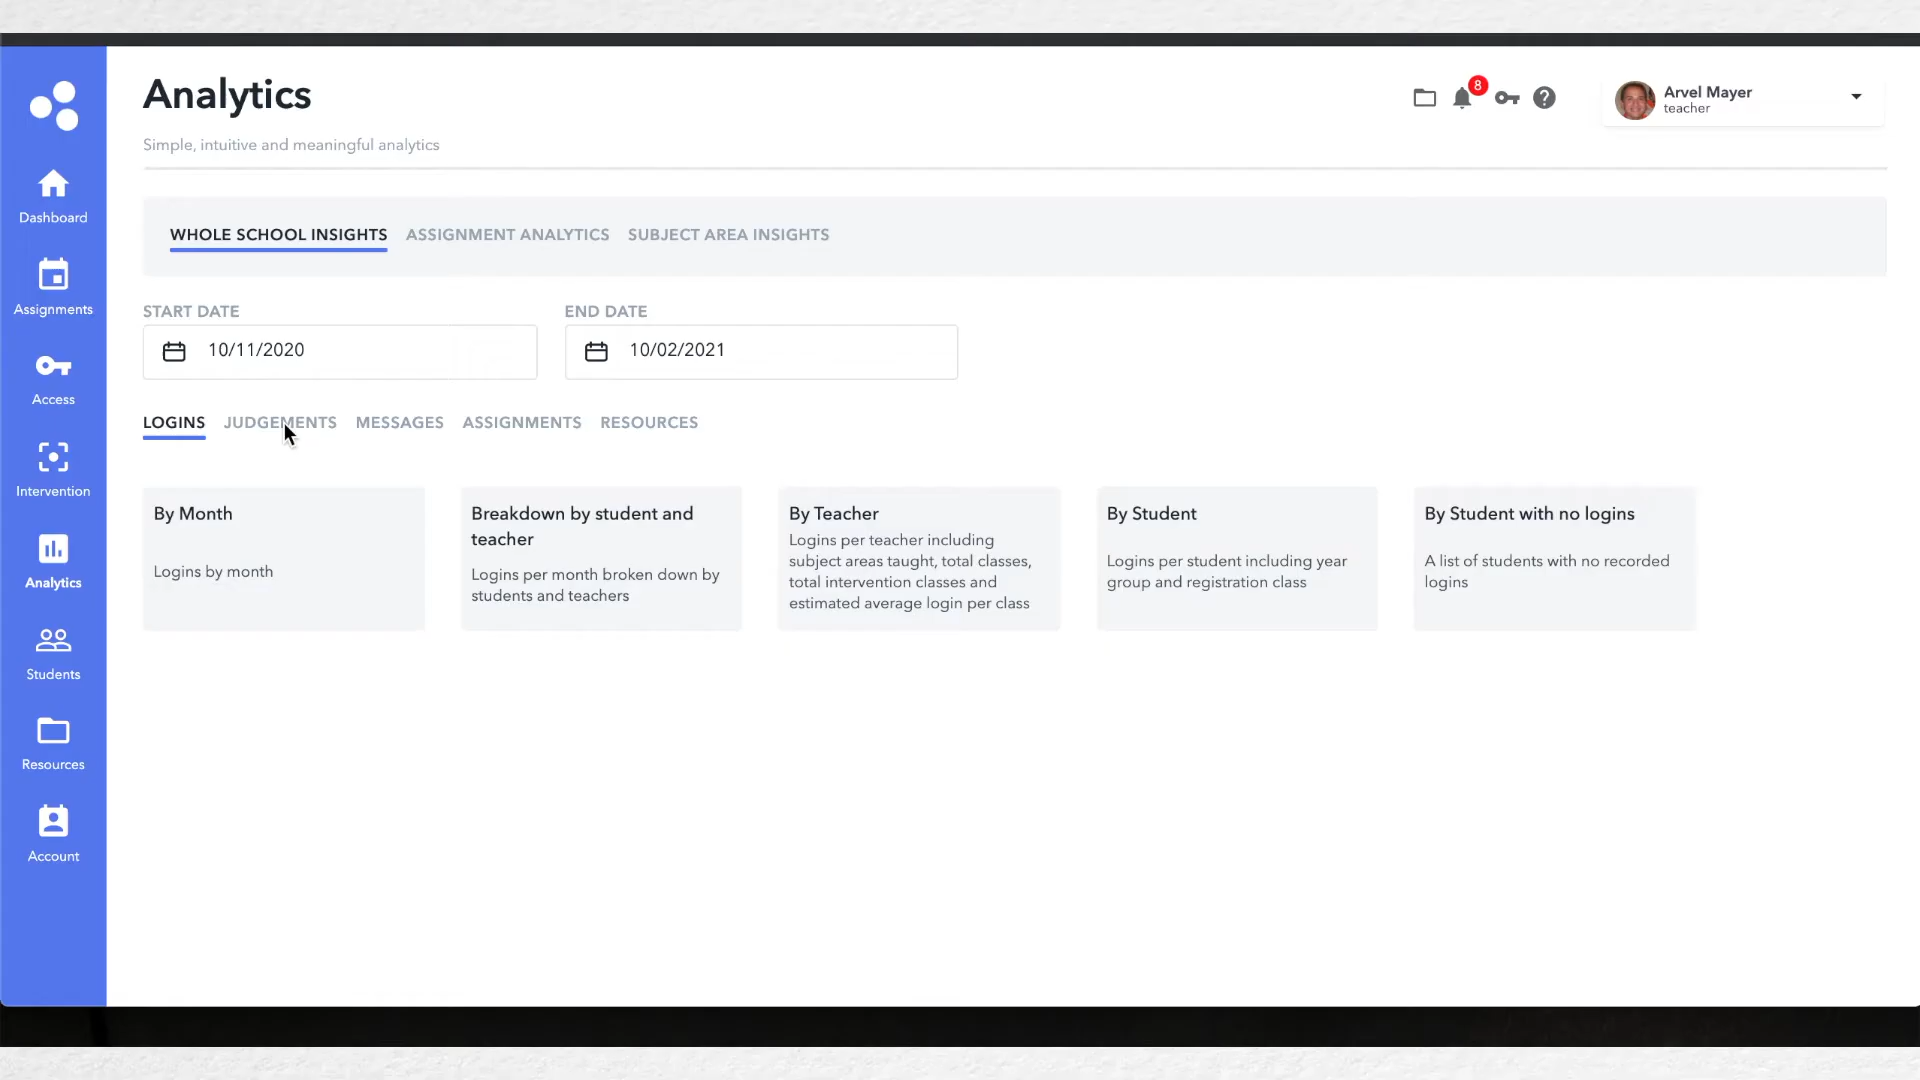 Analytics
Simple, intuitive and meaningful analytics
8
Arvel Mayer
teacher
Dashboard
Assignments
Access
Intervention
Analytics
Students
Resources
Account
WHOLE SCHOOL INSIGHTS ASSIGNMENT ANALYTICS SUBJECT AREA INSIGHTS
START DATE END DATE
10/11/2020 10/02/2021
LOGINS JUDGEMENTS MESSAGES ASSIGNMENTS RESOURCES
By Month
Logins by month
Breakdown by student and
teacher
Logins per month broken down by
students and teachers
By Teacher
Logins per teacher including
subject areas taught, total classes,
total intervention classes and
estimated average login per class
By Student
Logins per student including year
group and registration class
By Student with no logins
A list of students with no recorded
logins